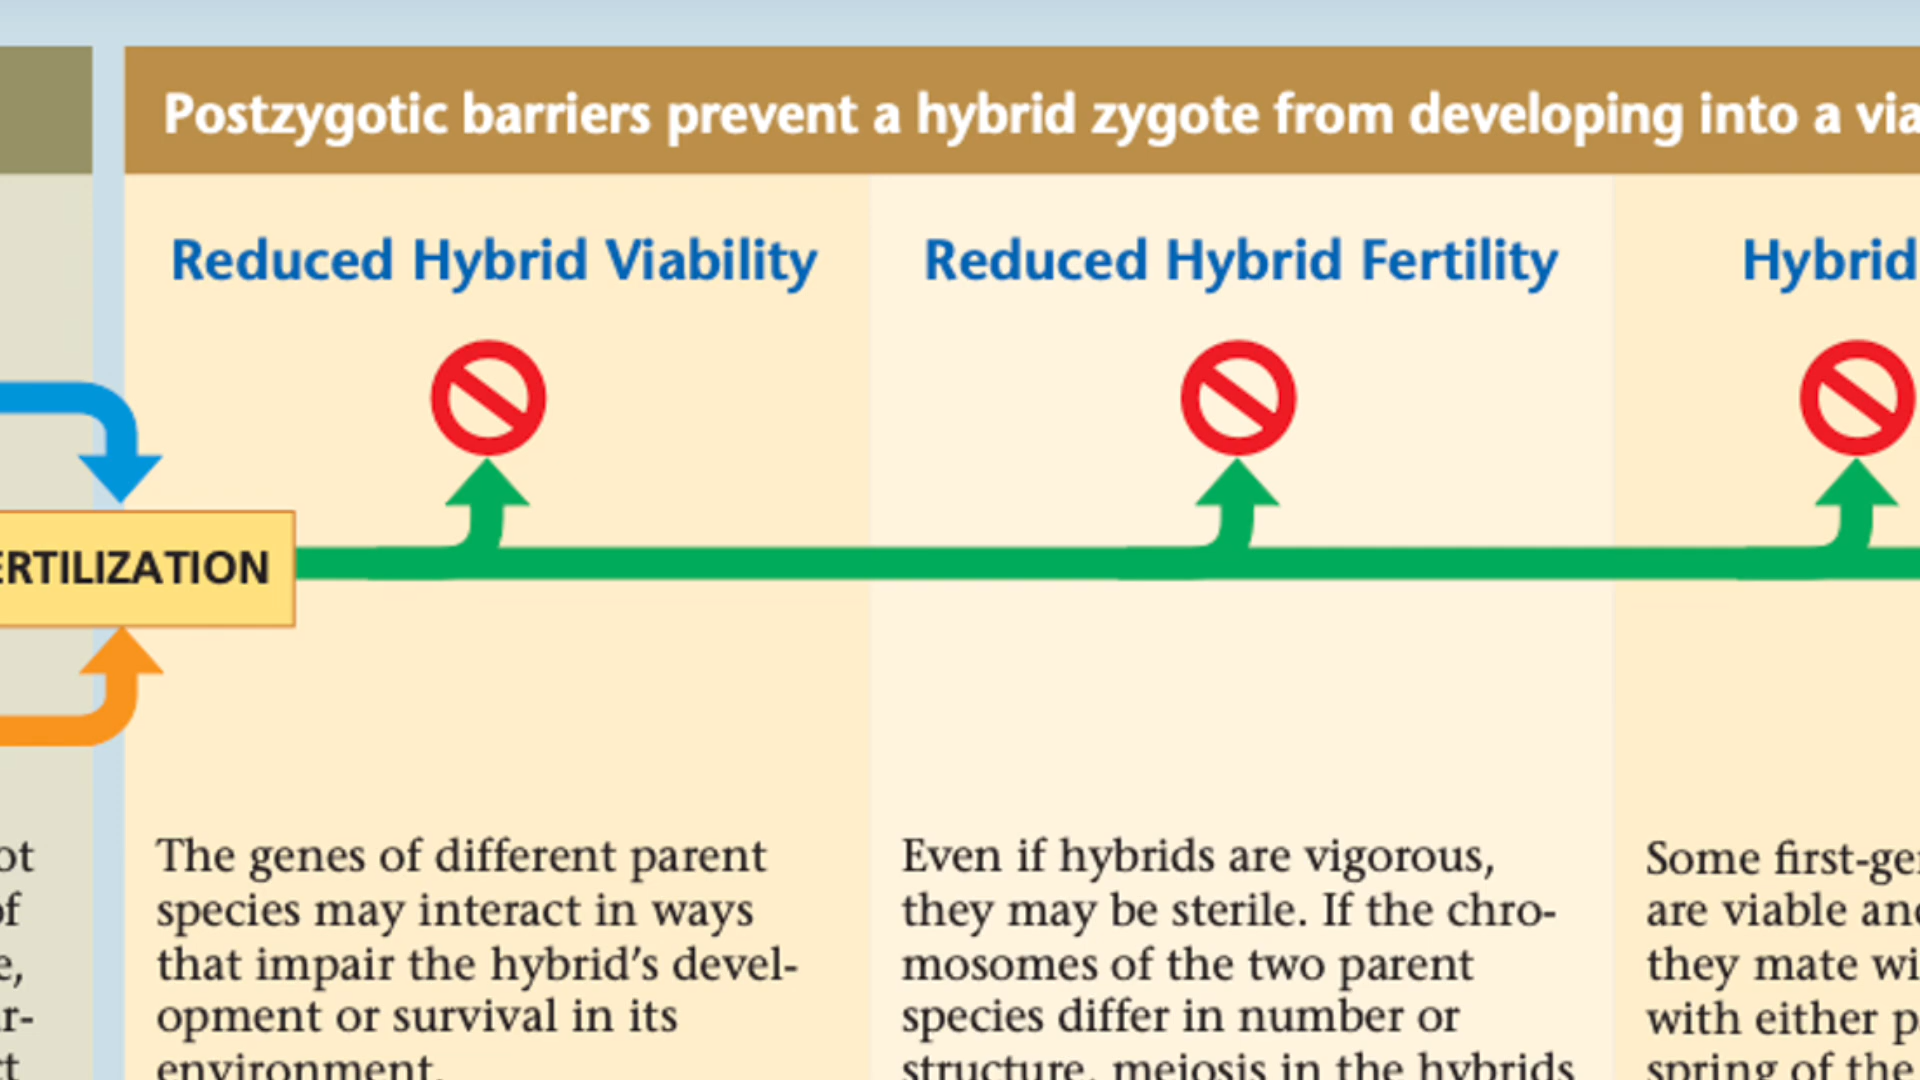 Postzygotic barriers prevent a hybrid zygote from developing into a
Reduced Hybrid Viability
Reduced Hybrid Fertility
Hybrid
ERTILIZATION
The genes of different parent
species may interact in ways
that impair the hybrid's devel-
opment or survival in its
environment.
Even if hybrids are vigorous,
they may be sterile. If the chro-
mosomes of the two parent
species differ in number or
structure, meiosis in the hybrids
Some first-ge
are viable and
they mate wi
with either p
spring of the